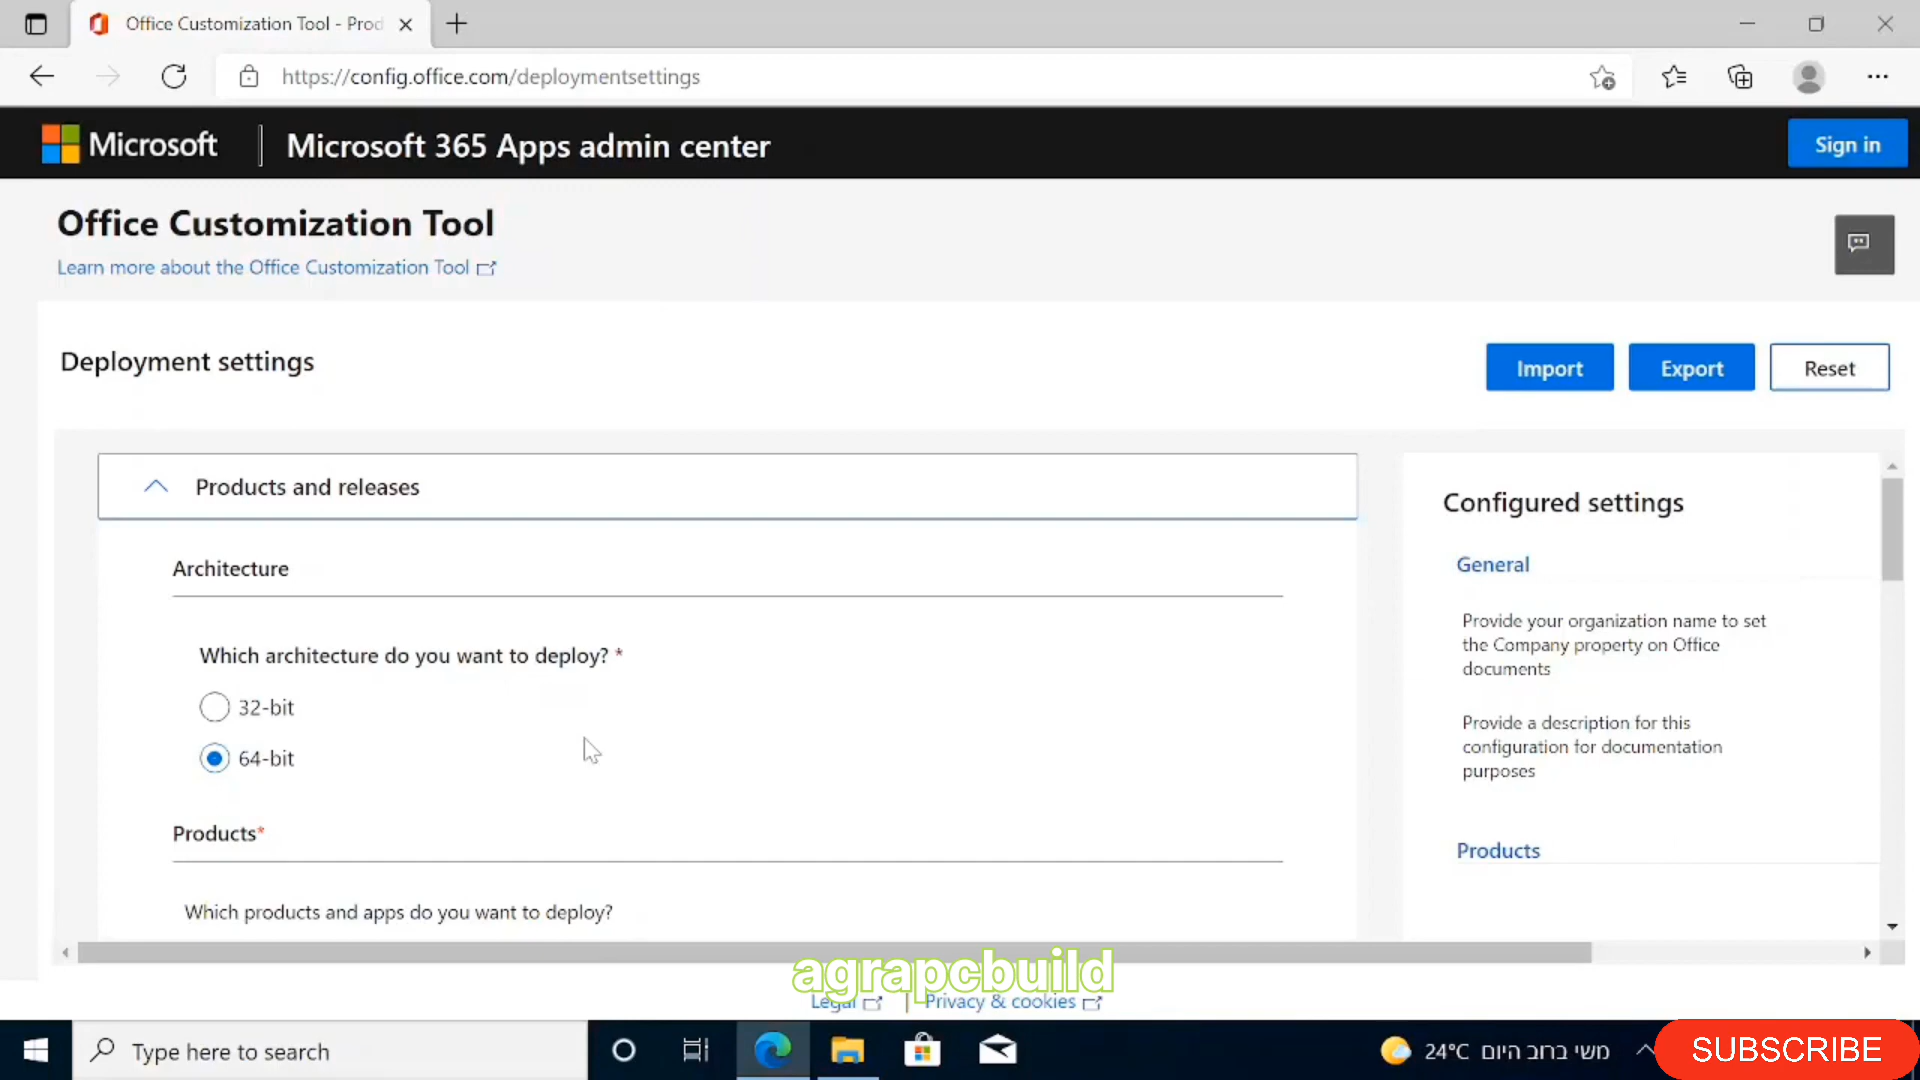 Office Customization Tool - Prod
https://config.office.com/deploymentsettings
Microsoft
Microsoft 365 Apps admin center
Sign in
Office Customization Tool
Learn more about the Office Customization Tool
Deployment settings
Import
Export
Reset
Products and releases
Architecture
Which architecture do you want to deploy? *
32-bit
64-bit
Products*
Which products and apps do you want to deploy?
Configured settings
General
Provide your organization name to set
the Company property on Office
documents
Provide a description for this
configuration for documentation
purposes
Products
agrapcbuild
Legal
Privacy & cookies
Type here to search
24°C
משי ברוב היום
SUBSCRIBE